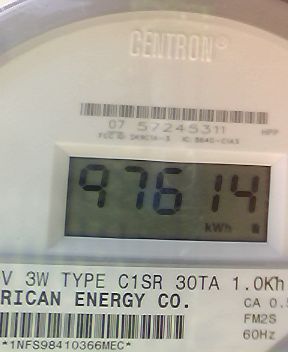 CENTRON®
07 57245311 HPP
97614
kWh
V 3W TYPE C1SR 30TA 1.0Kh
RICAN ENERGY CO. CA 0.5
FM2S
60Hz
*1NFS98410366MEC*